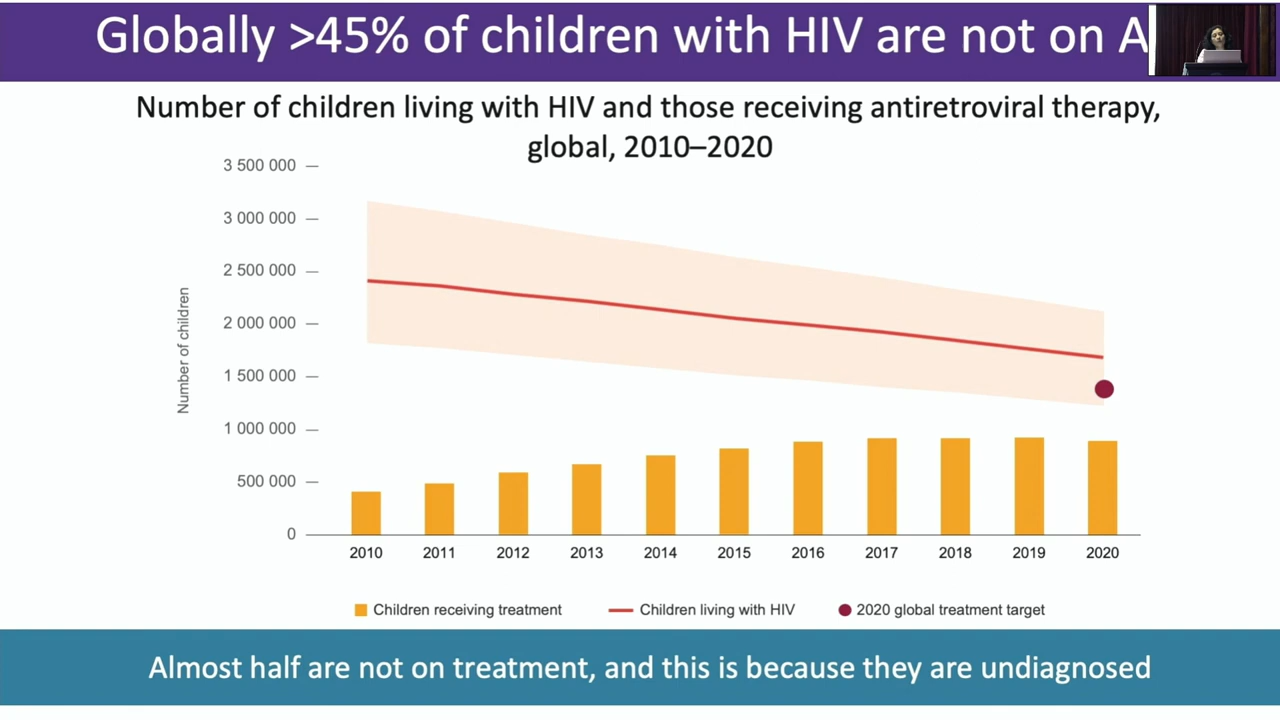 Globally >45% of children with HIV are not on A
Number of children living with HIV and those receiving antiretroviral therapy,
global, 2010–2020
3 500 000
3 000 000
2 500 000
2 000 000
1 500 000
1 000 000
500 000
0
Number of children
2010 2011 2012 2013 2014 2015 2016 2017 2018 2019 2020
Children receiving treatment Children living with HIV 2020 global treatment target
Almost half are not on treatment, and this is because they are undiagnosed